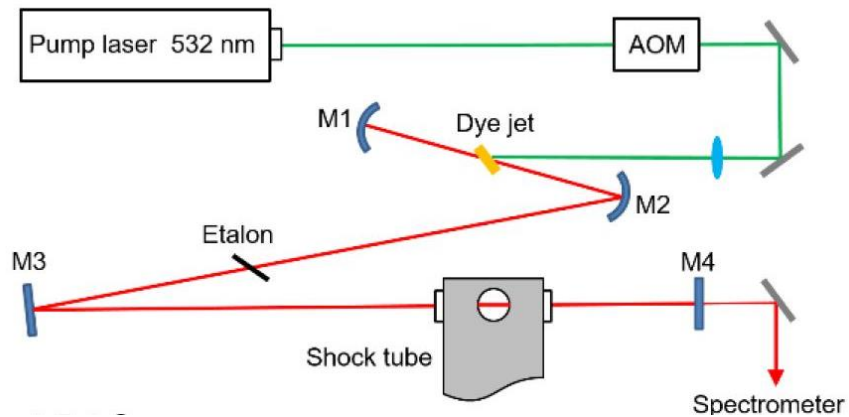 Pump laser 532 nm
AOM
M1
Dye jet
M2
Etalon
M3
M4
Shock tube
Spectrometer